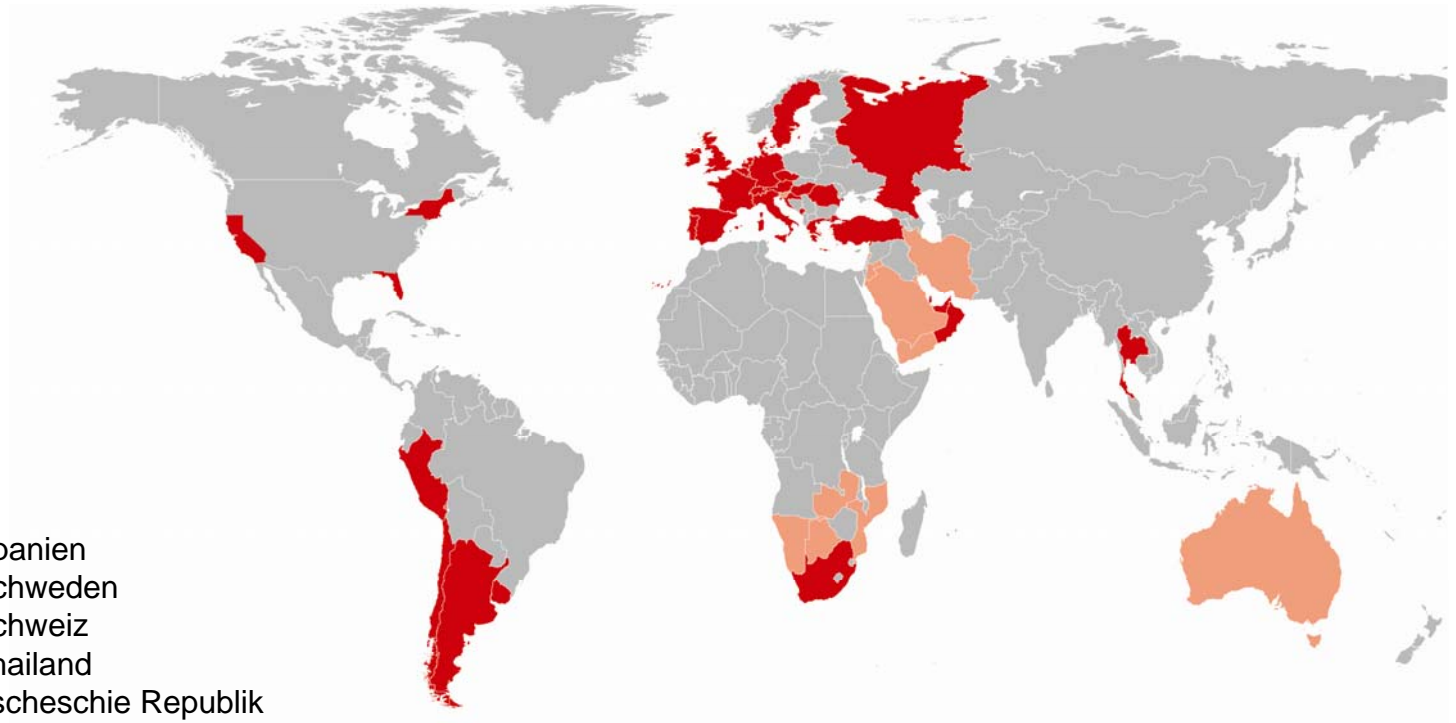 panien
chweden
chweiz
hailand
scheschie Republik